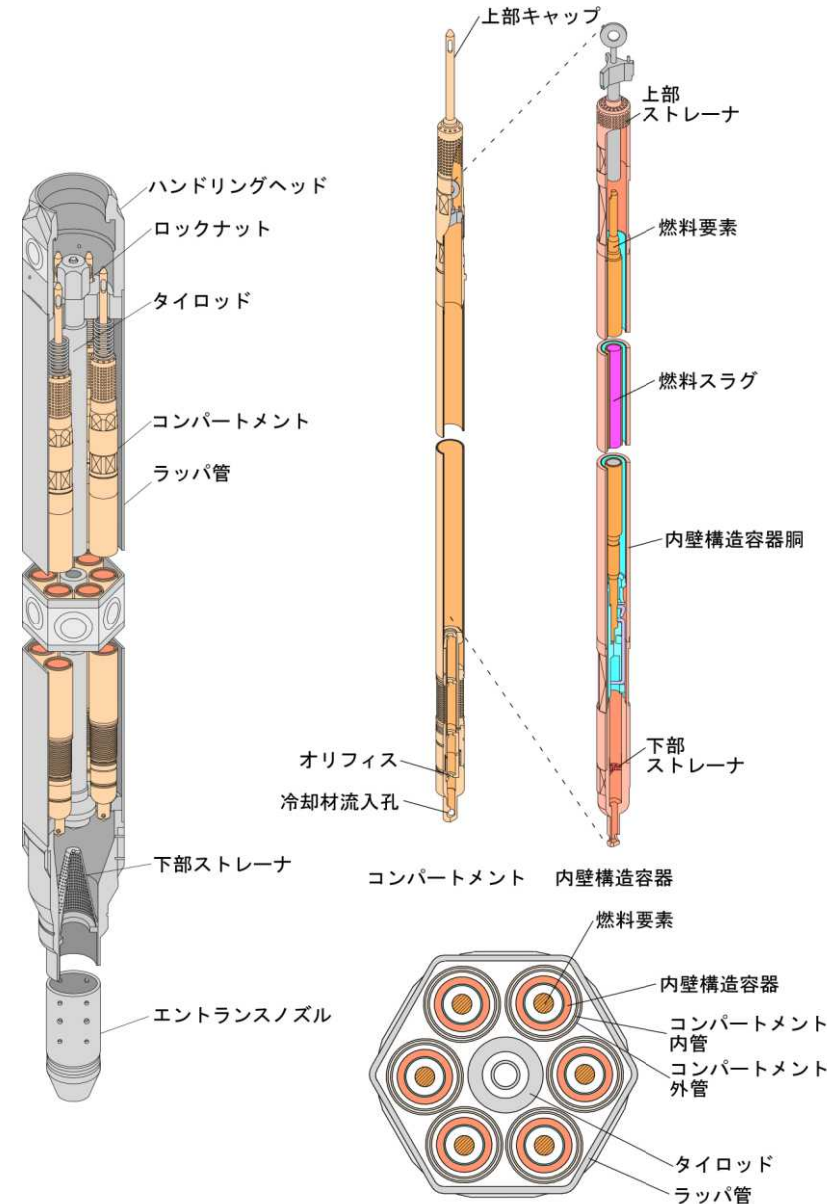 ハンドリングヘッド
ロックナット
タイロッド
コンパートメント
ラッパ管
下部ストレーナ
エントランスノズル
上部キャップ
オリフィス
冷却材流入孔
コンパートメント
上部
ストレーナ
燃料要素
燃料スラグ
内壁構造容器胴
下部
ストレーナ
内壁構造容器
燃料要素
内壁構造容器
コンパートメント
内管
コンパートメント
外管
タイロッド
ラッパ管